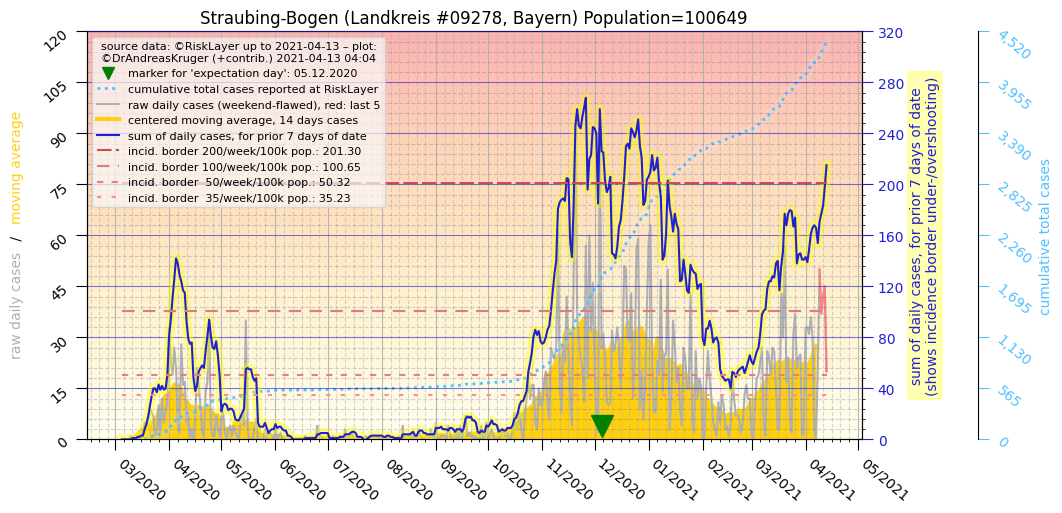 Straubing-Bogen (Landkreis #09278, Bayern) Population=100649
source data: ©RiskLayer up to 2021-04-13 – plot:
©DrAndreasKruger (+contrib.) 2021-04-13 04:04
marker for 'expectation day': 05.12.2020
cumulative total cases reported at RiskLayer
raw daily cases (weekend-flawed), red: last 5
centered moving average, 14 days cases
sum of daily cases, for prior 7 days of date
incid. border 200/week/100k pop.: 201.30
incid. border 100/week/100k pop.: 100.65
incid. border  50/week/100k pop.: 50.32
incid. border  35/week/100k pop.: 35.23
raw daily cases / moving average
120
105
90
75
60
45
30
15
0
03/2020
04/2020
05/2020
06/2020
07/2020
08/2020
09/2020
10/2020
11/2020
12/2020
01/2021
02/2021
03/2021
04/2021
05/2021
320
280
240
200
160
120
80
40
0
sum of daily cases, for prior 7 days of date
(shows incidence border under-/overshooting)
4,520
3,955
3,390
2,825
2,260
1,695
1,130
565
0
cumulative total cases